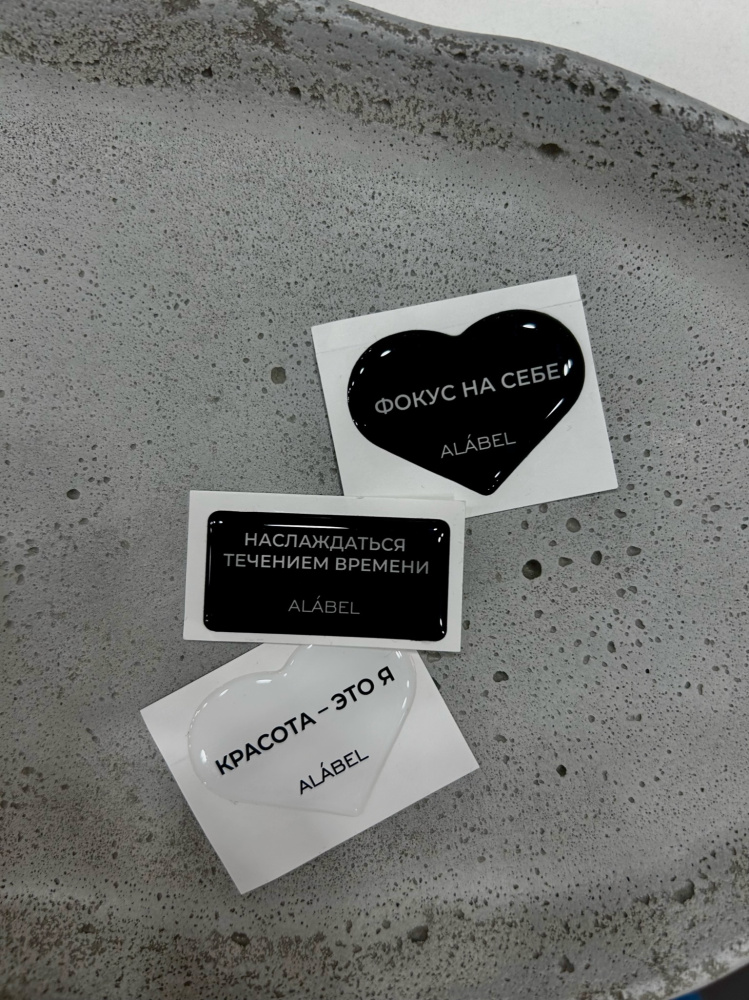 ФОКУС НА СЕБЕ
ALÁBEL
НАСЛАЖДАТЬСЯ
ТЕЧЕНИЕМ ВРЕМЕНИ
ALÁBEL
КРАСОТА – ЭТО Я
ALÁBEL